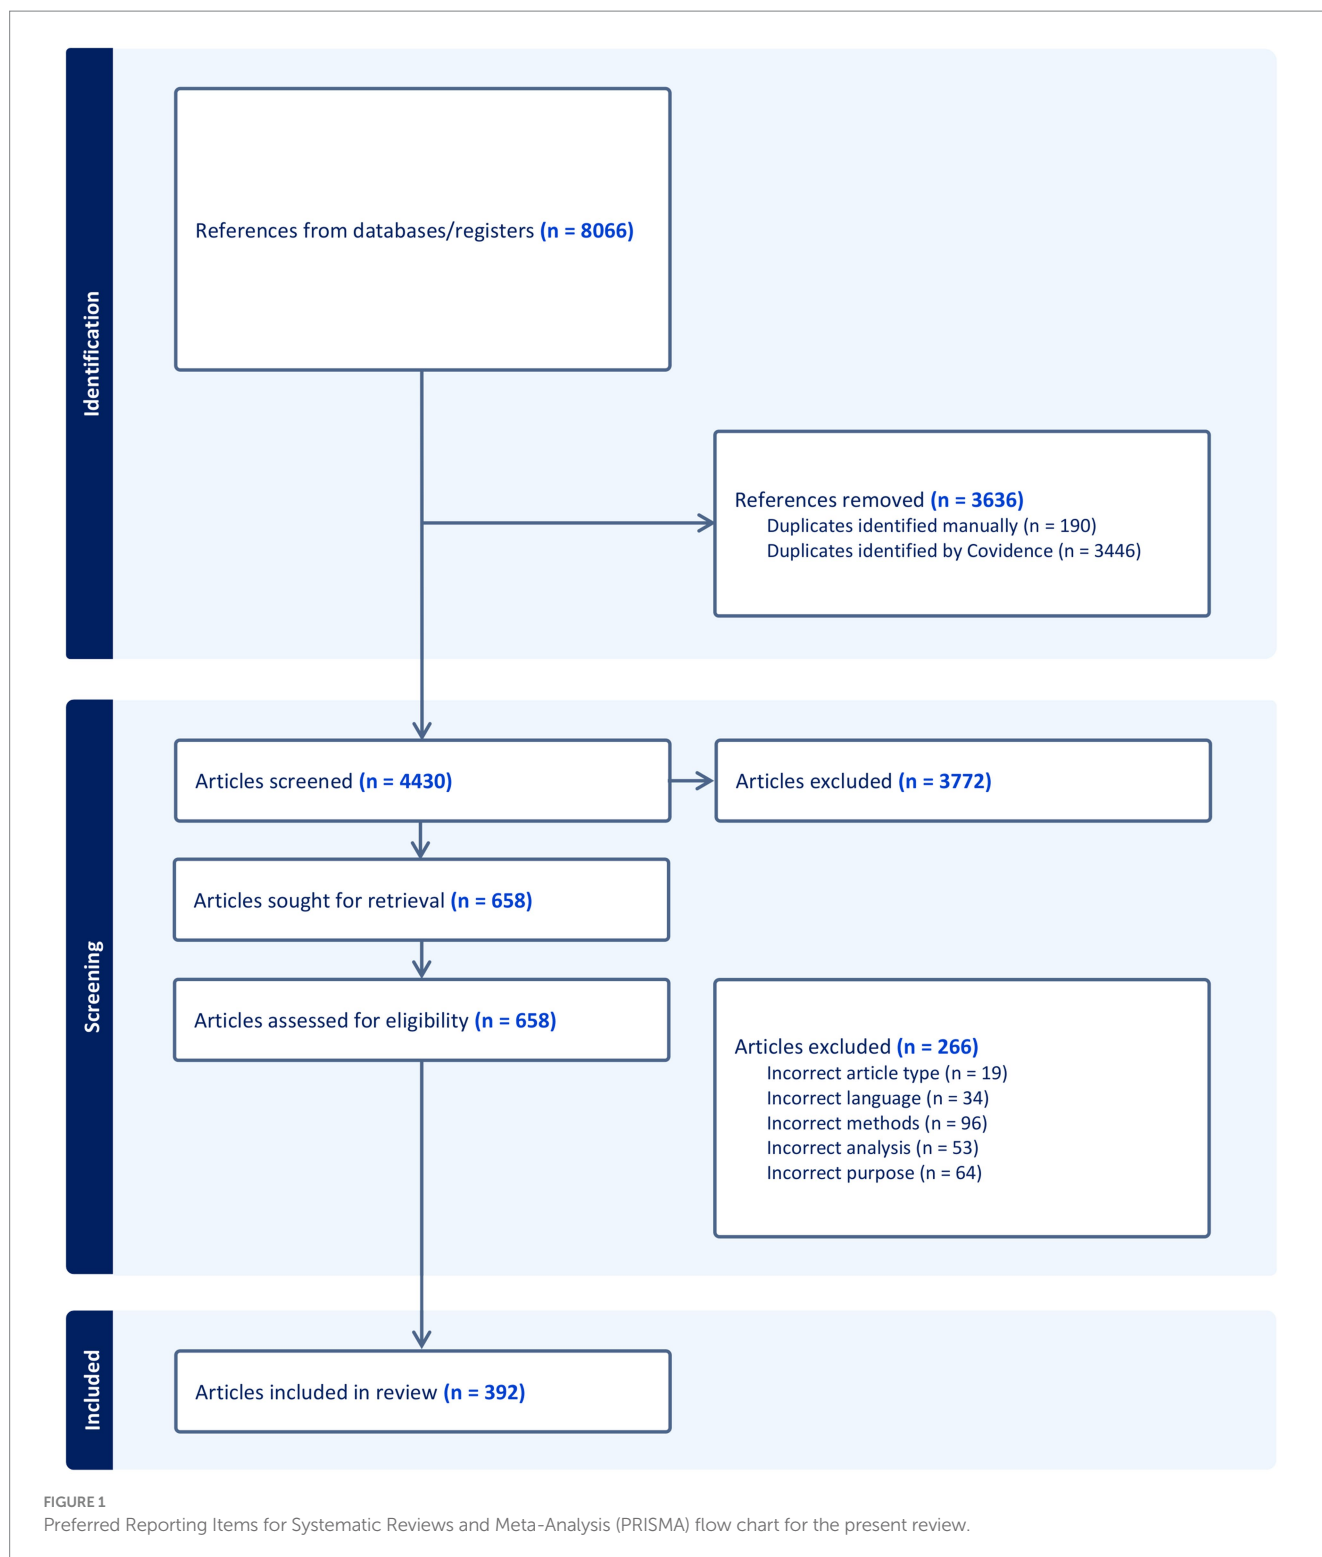 Identification
References from databases/registers (n = 8066)
References removed (n = 3636)
Duplicates identified manually (n = 190)
Duplicates identified by Covidence (n = 3446)
Screening
Articles screened (n = 4430)
Articles excluded (n = 3772)
Articles sought for retrieval (n = 658)
Articles assessed for eligibility (n = 658)
Articles excluded (n = 266)
Incorrect article type (n = 19)
Incorrect language (n = 34)
Incorrect methods (n = 96)
Incorrect analysis (n = 53)
Incorrect purpose (n = 64)
Included
Articles included in review (n = 392)
FIGURE 1
Preferred Reporting Items for Systematic Reviews and Meta-Analysis (PRISMA) flow chart for the present review.